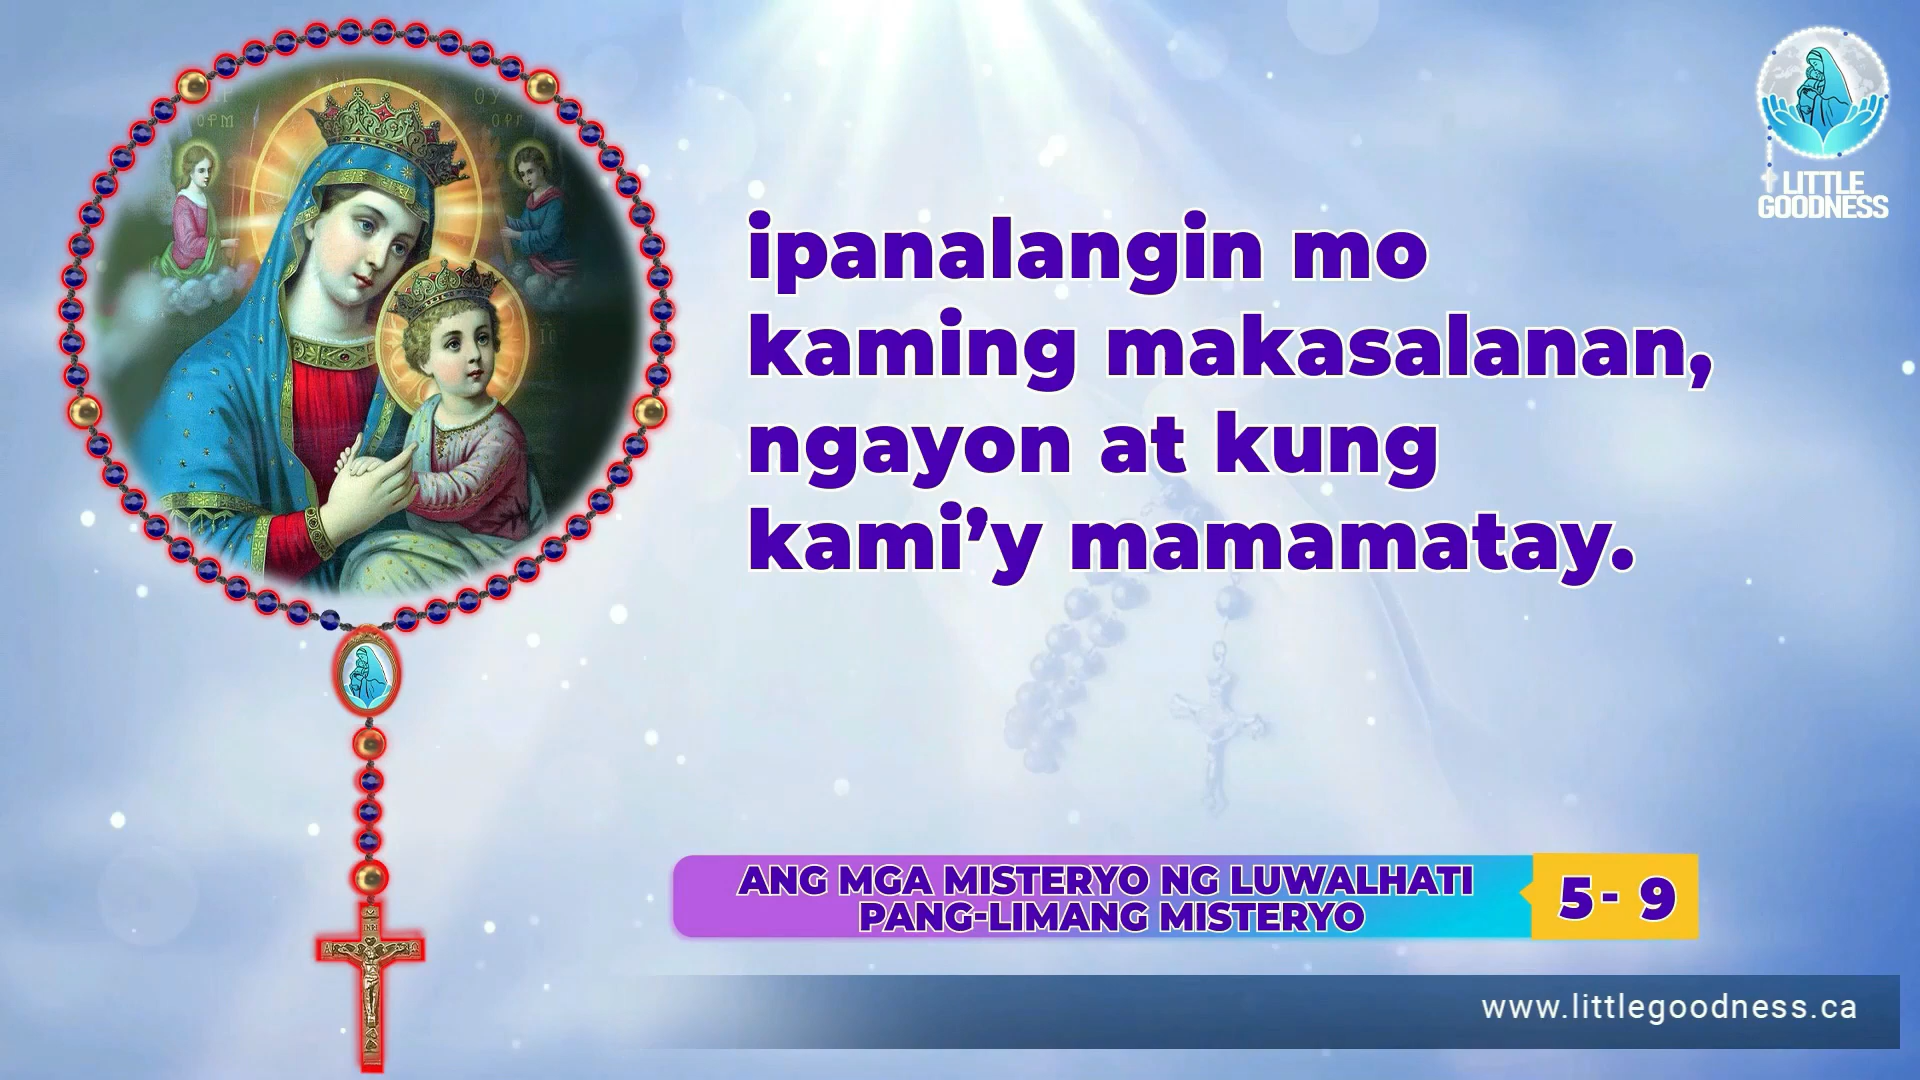 ipanalangin mo
kaming makasalanan,
ngayon at kung
kami’y mamamatay.
LITTLE
GOODNESS
ANG MGA MISTERYO NG LUWALHATI
PANG-LIMANG MISTERYO
5- 9
www.littlegoodness.ca
INRI